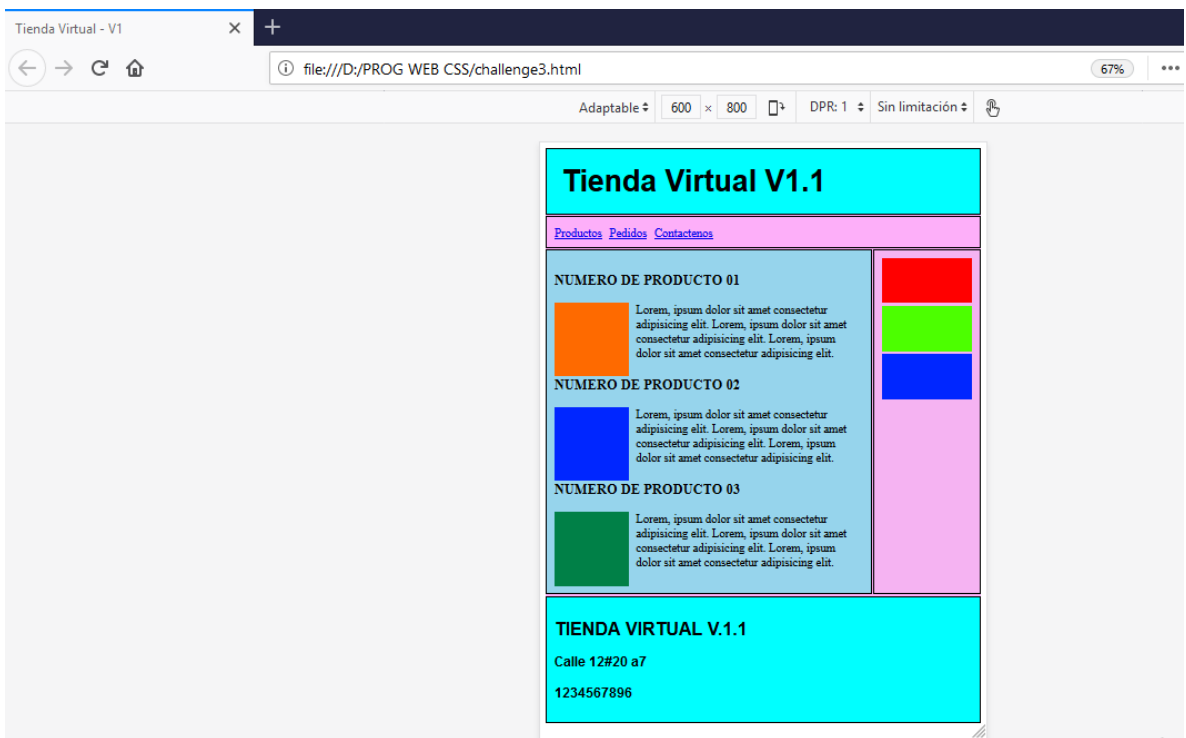 Tienda Virtual - V1
file:///D:/PROG WEB CSS/challenge3.html
67%
Adaptable 600 × 800 DPR: 1 Sin limitación
Tienda Virtual V1.1
Productos Pedidos Contactenos
NUMERO DE PRODUCTO 01
Lorem, ipsum dolor sit amet consectetur
adipisicing elit. Lorem, ipsum dolor sit amet
consectetur adipisicing elit. Lorem, ipsum
dolor sit amet consectetur adipisicing elit.
NUMERO DE PRODUCTO 02
Lorem, ipsum dolor sit amet consectetur
adipisicing elit. Lorem, ipsum dolor sit amet
consectetur adipisicing elit. Lorem, ipsum
dolor sit amet consectetur adipisicing elit.
NUMERO DE PRODUCTO 03
Lorem, ipsum dolor sit amet consectetur
adipisicing elit. Lorem, ipsum dolor sit amet
consectetur adipisicing elit. Lorem, ipsum
dolor sit amet consectetur adipisicing elit.
TIENDA VIRTUAL V.1.1
Calle 12#20 a7
1234567896